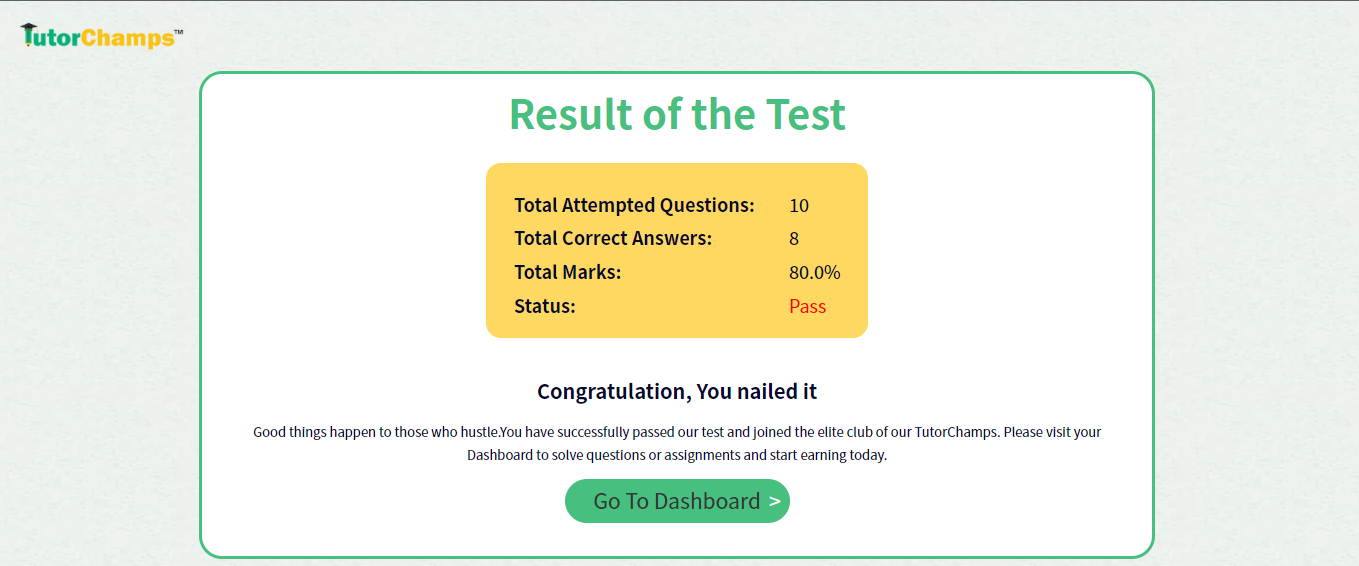 TutorChamps™
Result of the Test
Total Attempted Questions: 10
Total Correct Answers: 8
Total Marks: 80.0%
Status: Pass
Congratulation, You nailed it
Good things happen to those who hustle.You have successfully passed our test and joined the elite club of our TutorChamps. Please visit your
Dashboard to solve questions or assignments and start earning today.
Go To Dashboard >